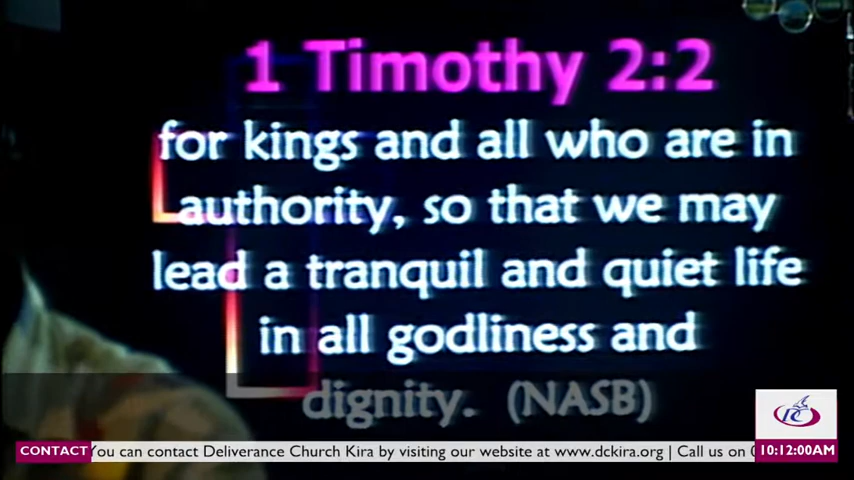 1 Timothy 2:2
for kings and all who are in
authority, so that we may
lead a tranquil and quiet life
in all godliness and
dignity. (NASB)
DC
CONTACT
You can contact Deliverance Church Kira by visiting our website at www.dckira.org | Call us on
10:12:00AM